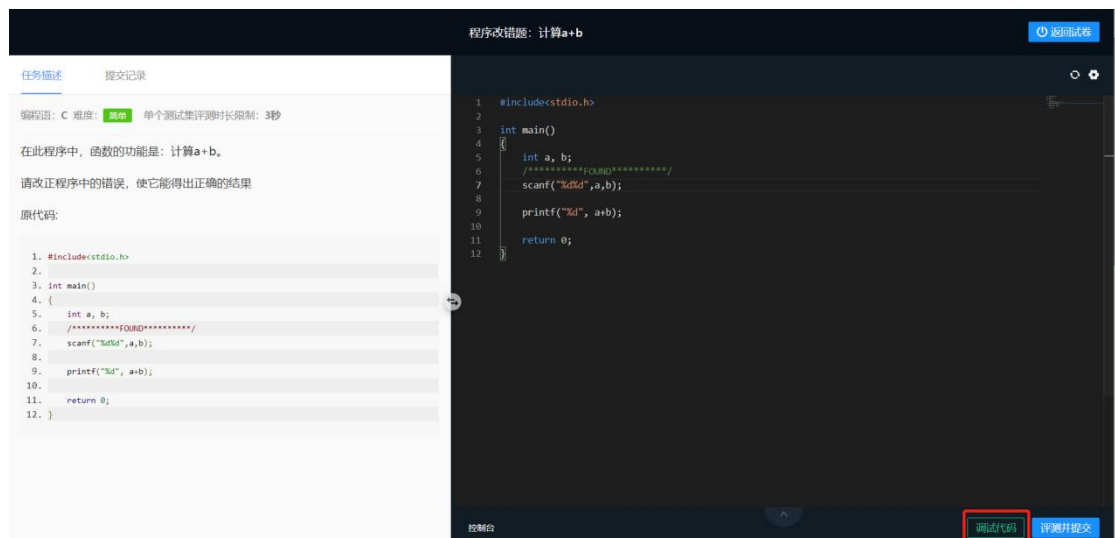 程序改错题：计算a+b
返回试卷
任务描述
提交记录
编程语: C 难度: 简单 单个测试集评测时长限制: 3秒
在此程序中，函数的功能是：计算a+b。
请改正程序中的错误，使它能得出正确的结果
原代码:
1. #include<stdio.h>
2.
3. int main()
4. {
5. int a, b;
6. /**********FOUND**********/
7. scanf("%d%d",a,b);
8.
9. printf("%d", a+b);
10.
11. return 0;
12. }
1 #include<stdio.h>
2
3 int main()
4 {
5 int a, b;
6 /**********FOUND**********/
7 scanf("%d%d",a,b);
8
9 printf("%d", a+b);
10
11 return 0;
12 }
控制台
调试代码
评测并提交